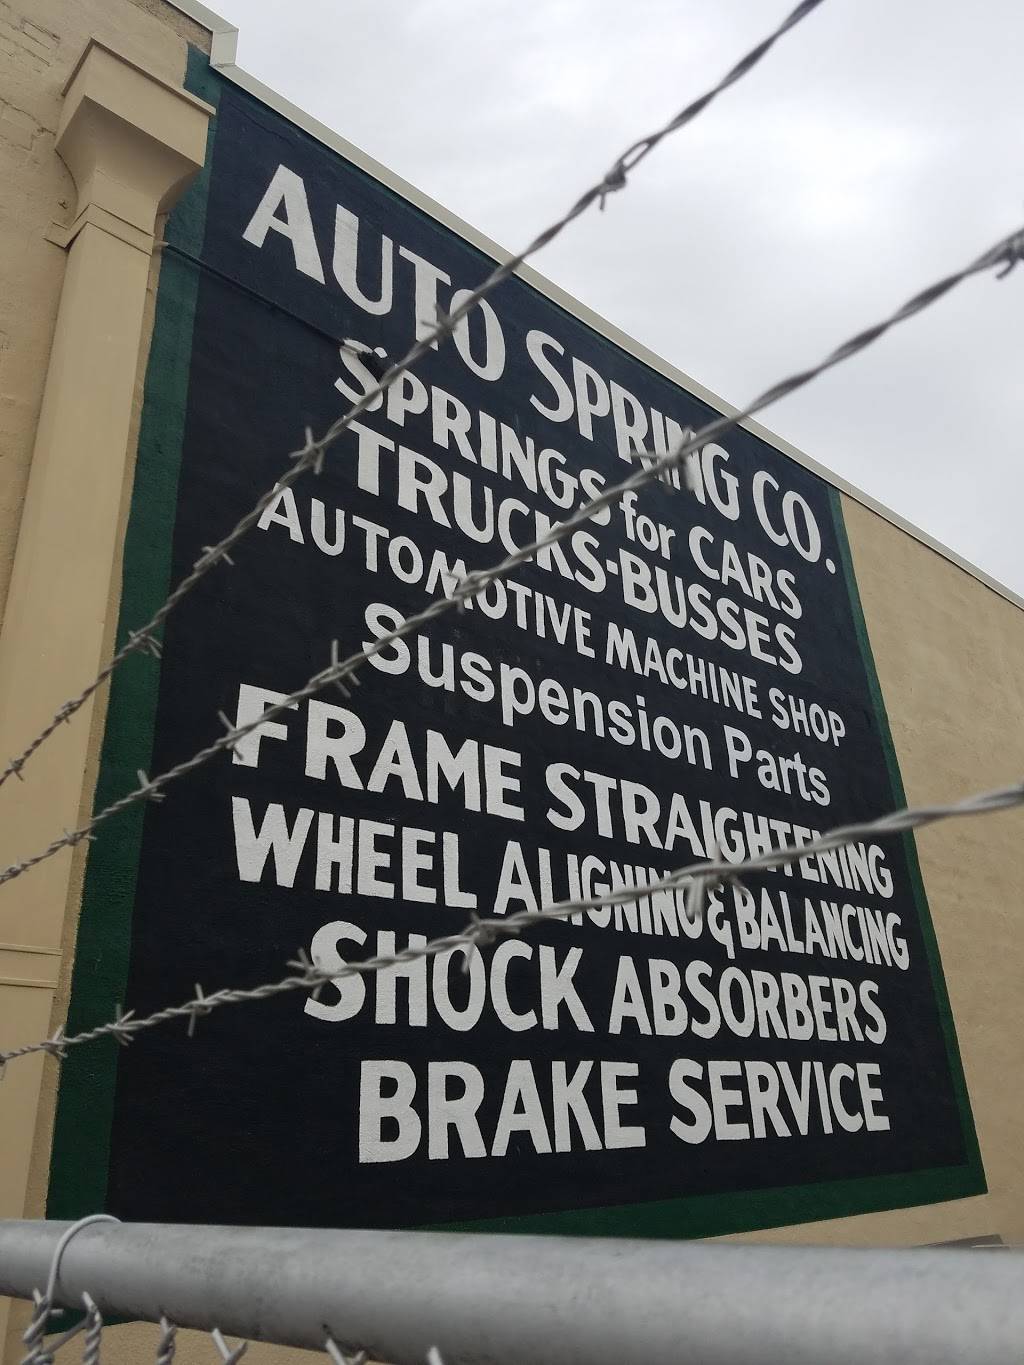 AUTO SPRING CO.
SPRINGS for CARS
TRUCKS-BUSSES
AUTOMOTIVE MACHINE SHOP
Suspension Parts
FRAME STRAIGHTENING
WHEEL ALIGNING & BALANCING
SHOCK ABSORBERS
BRAKE SERVICE